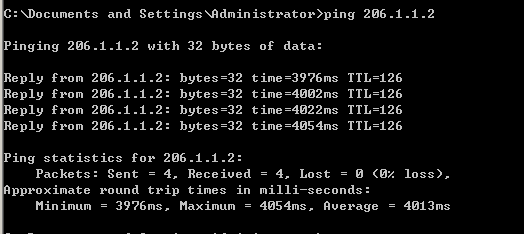 C:\Documents and Settings\Administrator>ping 206.1.1.2
Pinging 206.1.1.2 with 32 bytes of data:
Reply from 206.1.1.2: bytes=32 time=3976ms TTL=126
Reply from 206.1.1.2: bytes=32 time=4002ms TTL=126
Reply from 206.1.1.2: bytes=32 time=4022ms TTL=126
Reply from 206.1.1.2: bytes=32 time=4054ms TTL=126
Ping statistics for 206.1.1.2:
Packets: Sent = 4, Received = 4, Lost = 0 (0% loss),
Approximate round trip times in milli-seconds:
Minimum = 3976ms, Maximum = 4054ms, Average = 4013ms